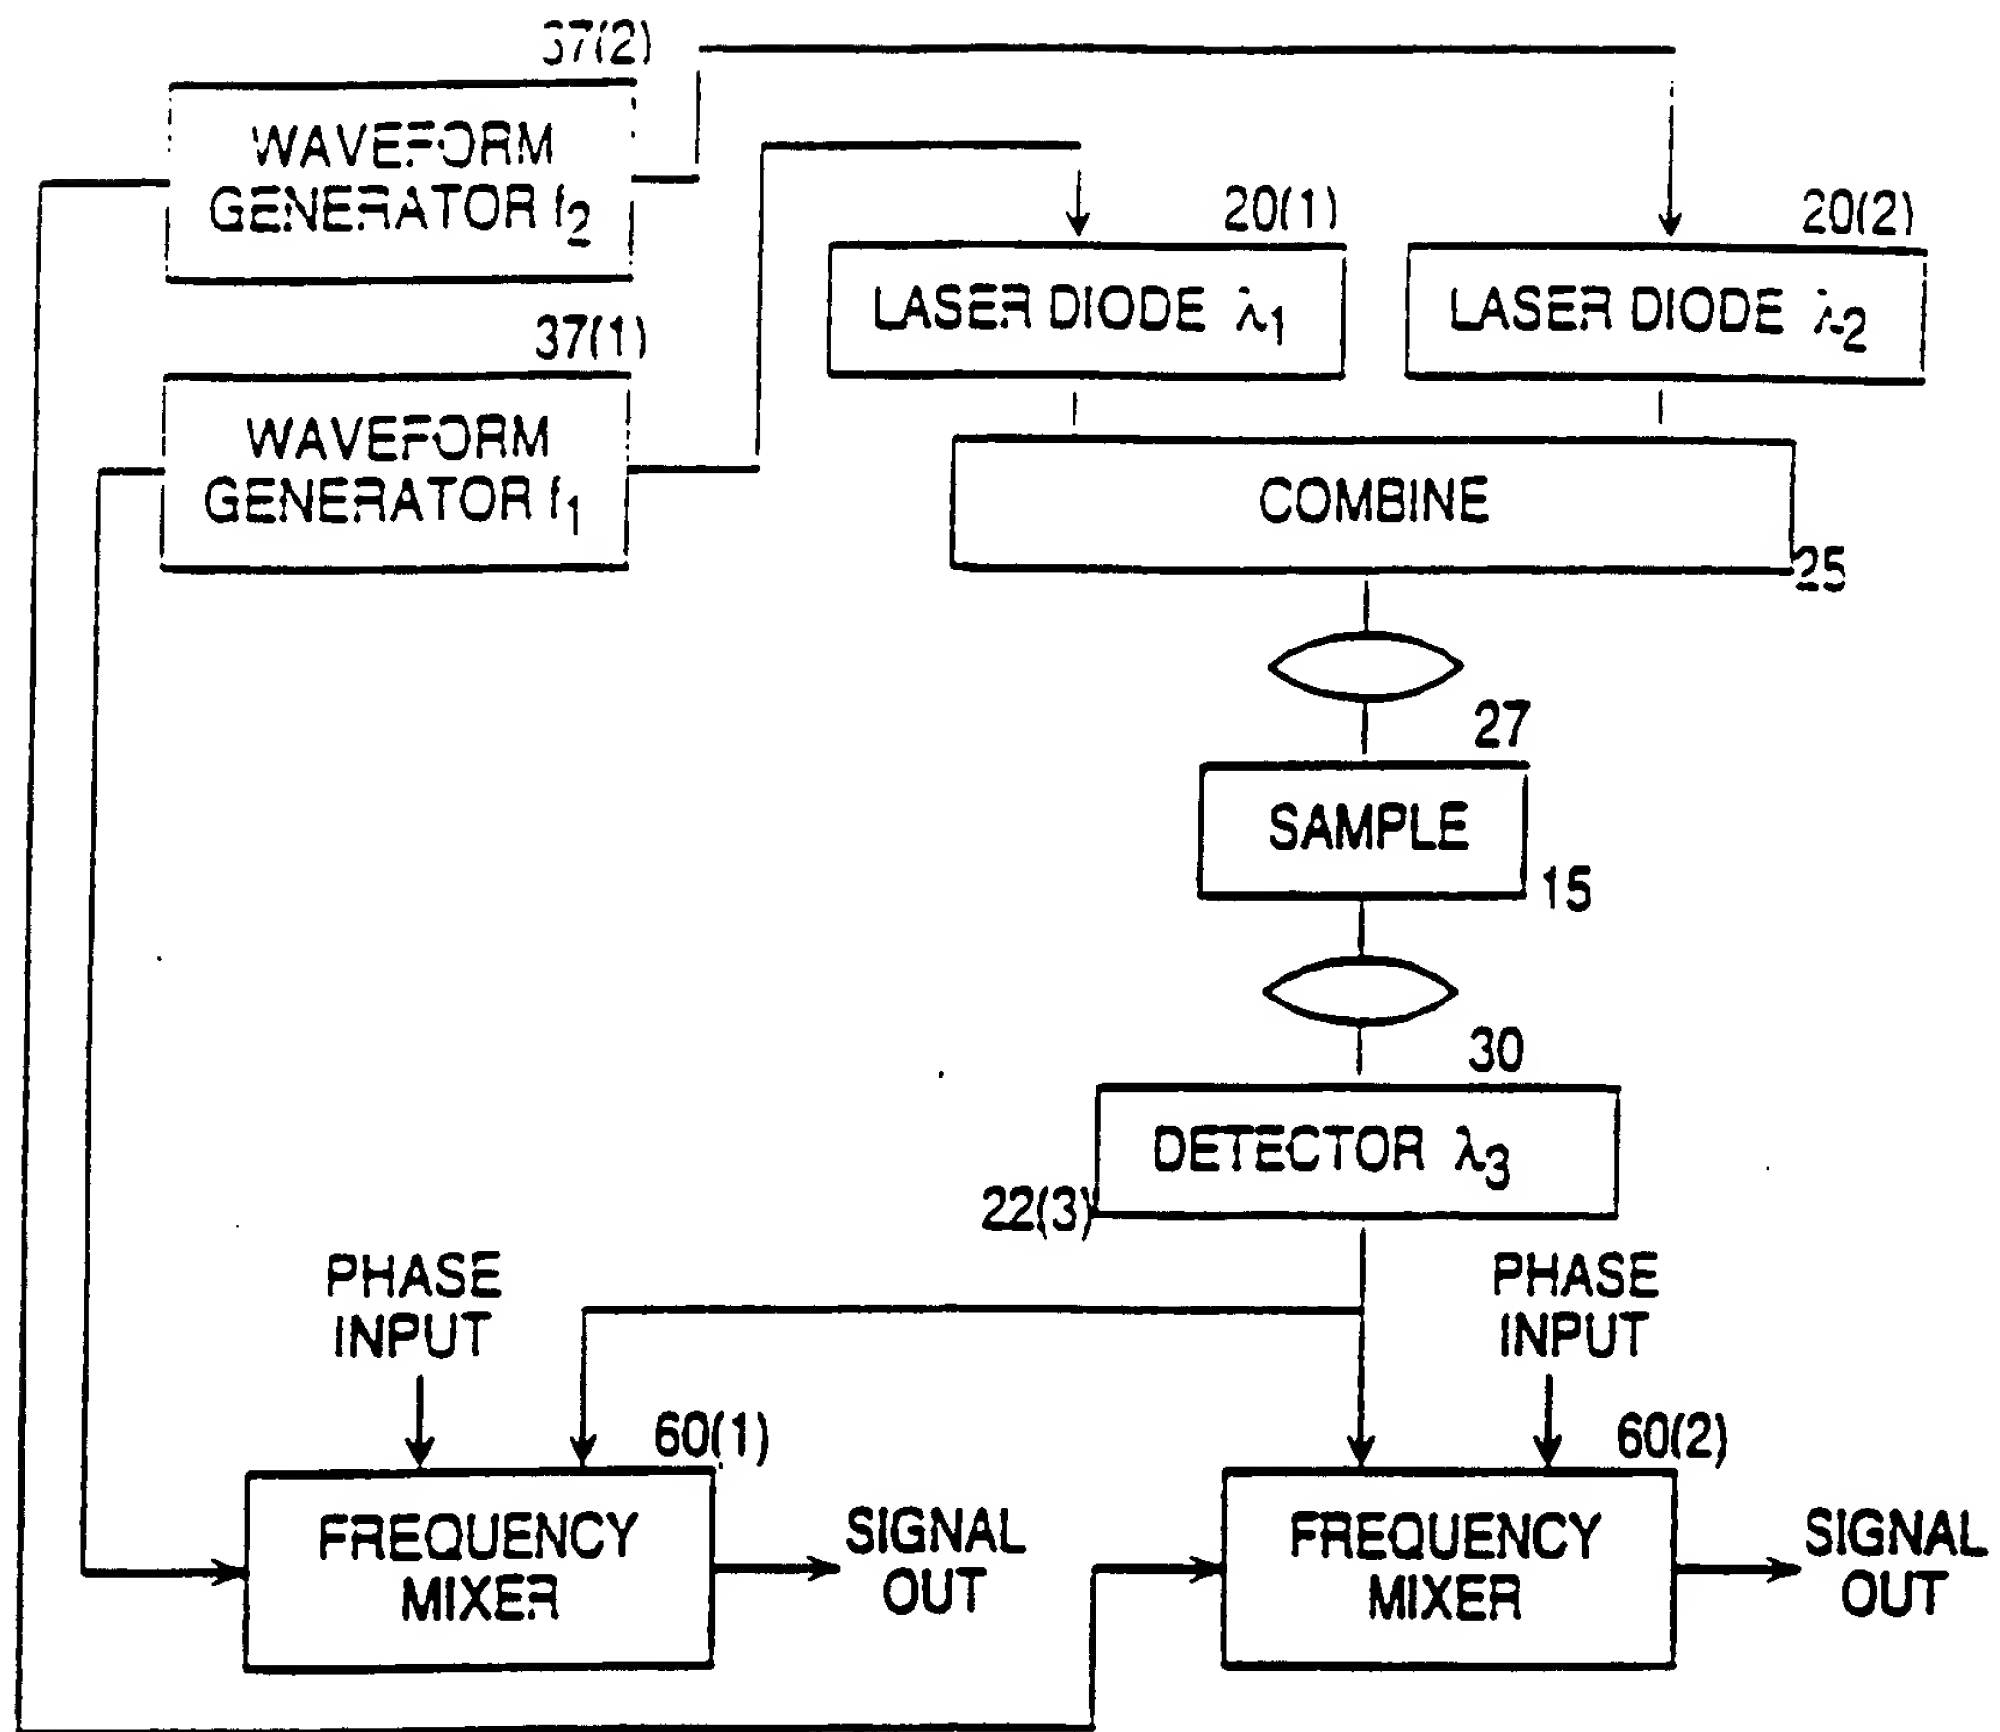 37(2)
WAVEFORM
GENERATOR f2
37(1)
WAVEFORM
GENERATOR f1
20(1)
LASER DIODE λ1
20(2)
LASER DIODE λ2
COMBINE
25
27
SAMPLE
15
30
DETECTOR λ3
22(3)
PHASE
INPUT
PHASE
INPUT
60(1)
FREQUENCY
MIXER
SIGNAL
OUT
60(2)
FREQUENCY
MIXER
SIGNAL
OUT